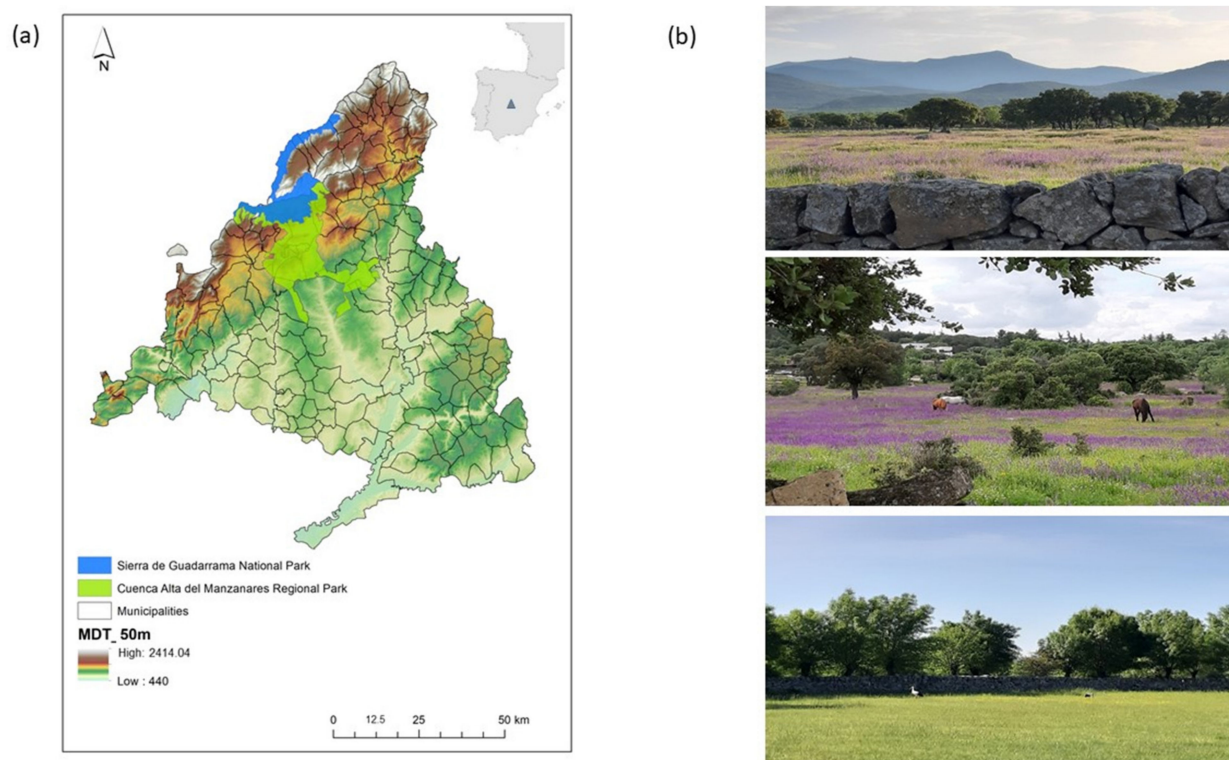 (a)
N
Sierra de Guadarrama National Park
Cuenca Alta del Manzanares Regional Park
Municipalities
MDT_ 50m
High: 2414.04
Low : 440
0 12.5 25 50 km
(b)